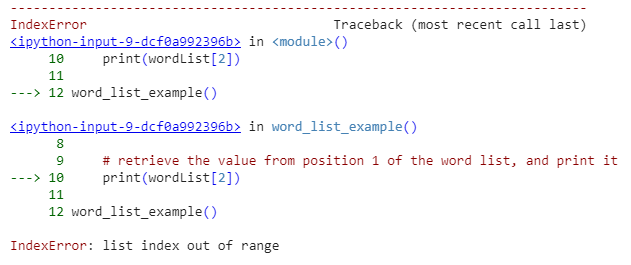 ---------------------------------------------------------------------------
IndexError                                Traceback (most recent call last)
<ipython-input-9-dcf0a992396b> in <module>()
     10     print(wordList[2])
     11
---> 12 word_list_example()

<ipython-input-9-dcf0a992396b> in word_list_example()
      8
      9     # retrieve the value from position 1 of the word list, and print it
---> 10     print(wordList[2])
     11
     12 word_list_example()

IndexError: list index out of range